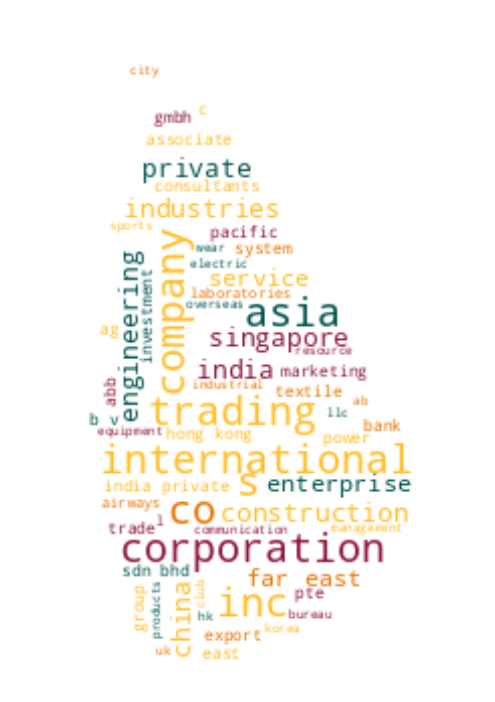 city
gmbh c
associate
private
consultants
industries
sports
pacific
wear system
electric
service
laboratories
overseas
asia
company
engineering
investment
ag
singapore
resource
india marketing
industrial
textile
abb
ab
trading
llc
b v
bank
equipment
hong kong
power
international
s
india private
enterprise
airways
co
construction
trade
l
communication
management
corporation
sdn bhd
far east
group
products
china
club
inc
pte
hk
bureau
korea
export
uk
east